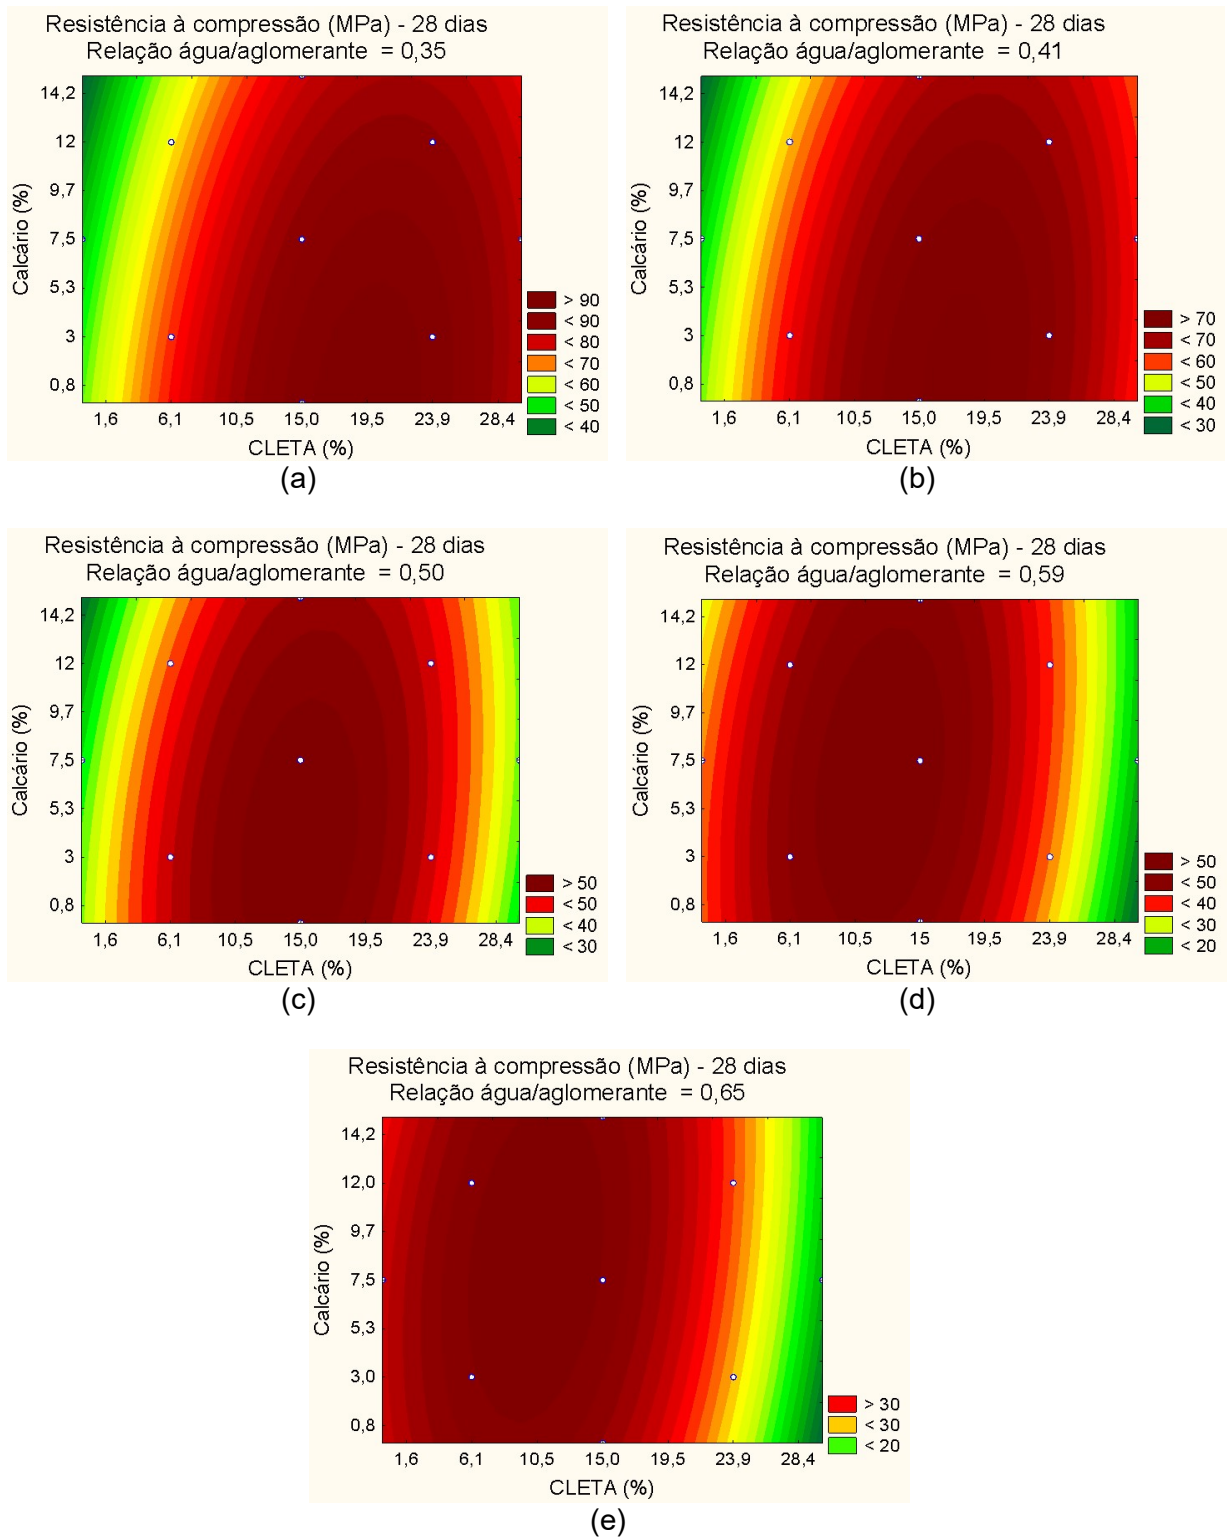 Resistência à compressão (MPa) - 28 dias
Relação água/aglomerante = 0,35
Calcário (%)
14,2
12
9,7
7,5
5,3
3
0,8
1,6 6,1 10,5 15,0 19,5 23,9 28,4
CLETA (%)
> 90
< 90
< 80
< 70
< 60
< 50
< 40
(a)
Resistência à compressão (MPa) - 28 dias
Relação água/aglomerante = 0,41
Calcário (%)
14,2
12
9,7
7,5
5,3
3
0,8
1,6 6,1 10,5 15,0 19,5 23,9 28,4
CLETA (%)
> 70
< 70
< 60
< 50
< 40
< 30
(b)
Resistência à compressão (MPa) - 28 dias
Relação água/aglomerante = 0,50
Calcário (%)
14,2
12
9,7
7,5
5,3
3
0,8
1,6 6,1 10,5 15,0 19,5 23,9 28,4
CLETA (%)
> 50
< 50
< 40
< 30
(c)
Resistência à compressão (MPa) - 28 dias
Relação água/aglomerante = 0,59
Calcário (%)
14,2
12
9,7
7,5
5,3
3
0,8
1,6 6,1 10,5 15 19,5 23,9 28,4
CLETA (%)
> 50
< 50
< 40
< 30
< 20
(d)
Resistência à compressão (MPa) - 28 dias
Relação água/aglomerante = 0,65
Calcário (%)
14,2
12,0
9,7
7,5
5,3
3,0
0,8
1,6 6,1 10,5 15,0 19,5 23,9 28,4
CLETA (%)
> 30
< 30
< 20
(e)